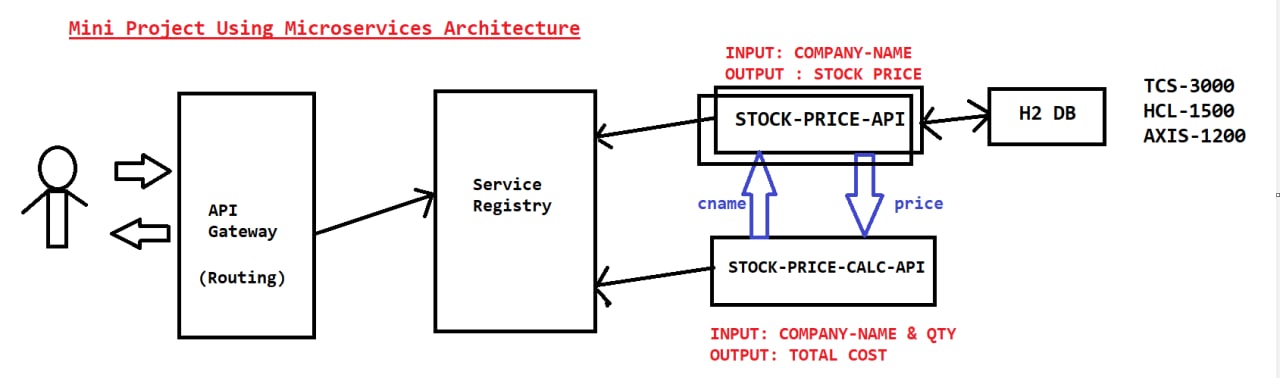 Mini Project Using Microservices Architecture
INPUT: COMPANY-NAME
OUTPUT : STOCK PRICE
API
Gateway
(Routing)
Service
Registry
STOCK-PRICE-API
H2 DB
TCS-3000
HCL-1500
AXIS-1200
cname
price
STOCK-PRICE-CALC-API
INPUT: COMPANY-NAME & QTY
OUTPUT: TOTAL COST